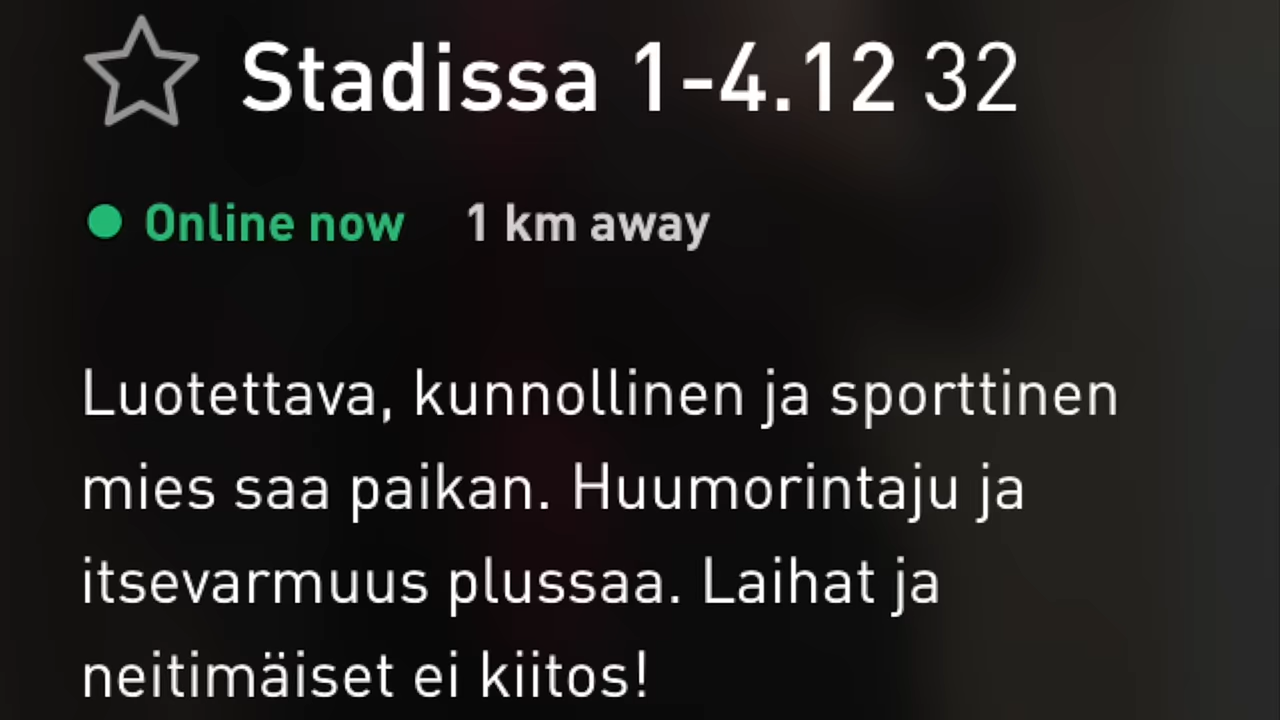 Stadissa 1-4.12 32
Online now 1 km away
Luotettava, kunnollinen ja sporttinen
mies saa paikan. Huumorintaju ja
itsevarmuus plussaa. Laihat ja
neitimäiset ei kiitos!